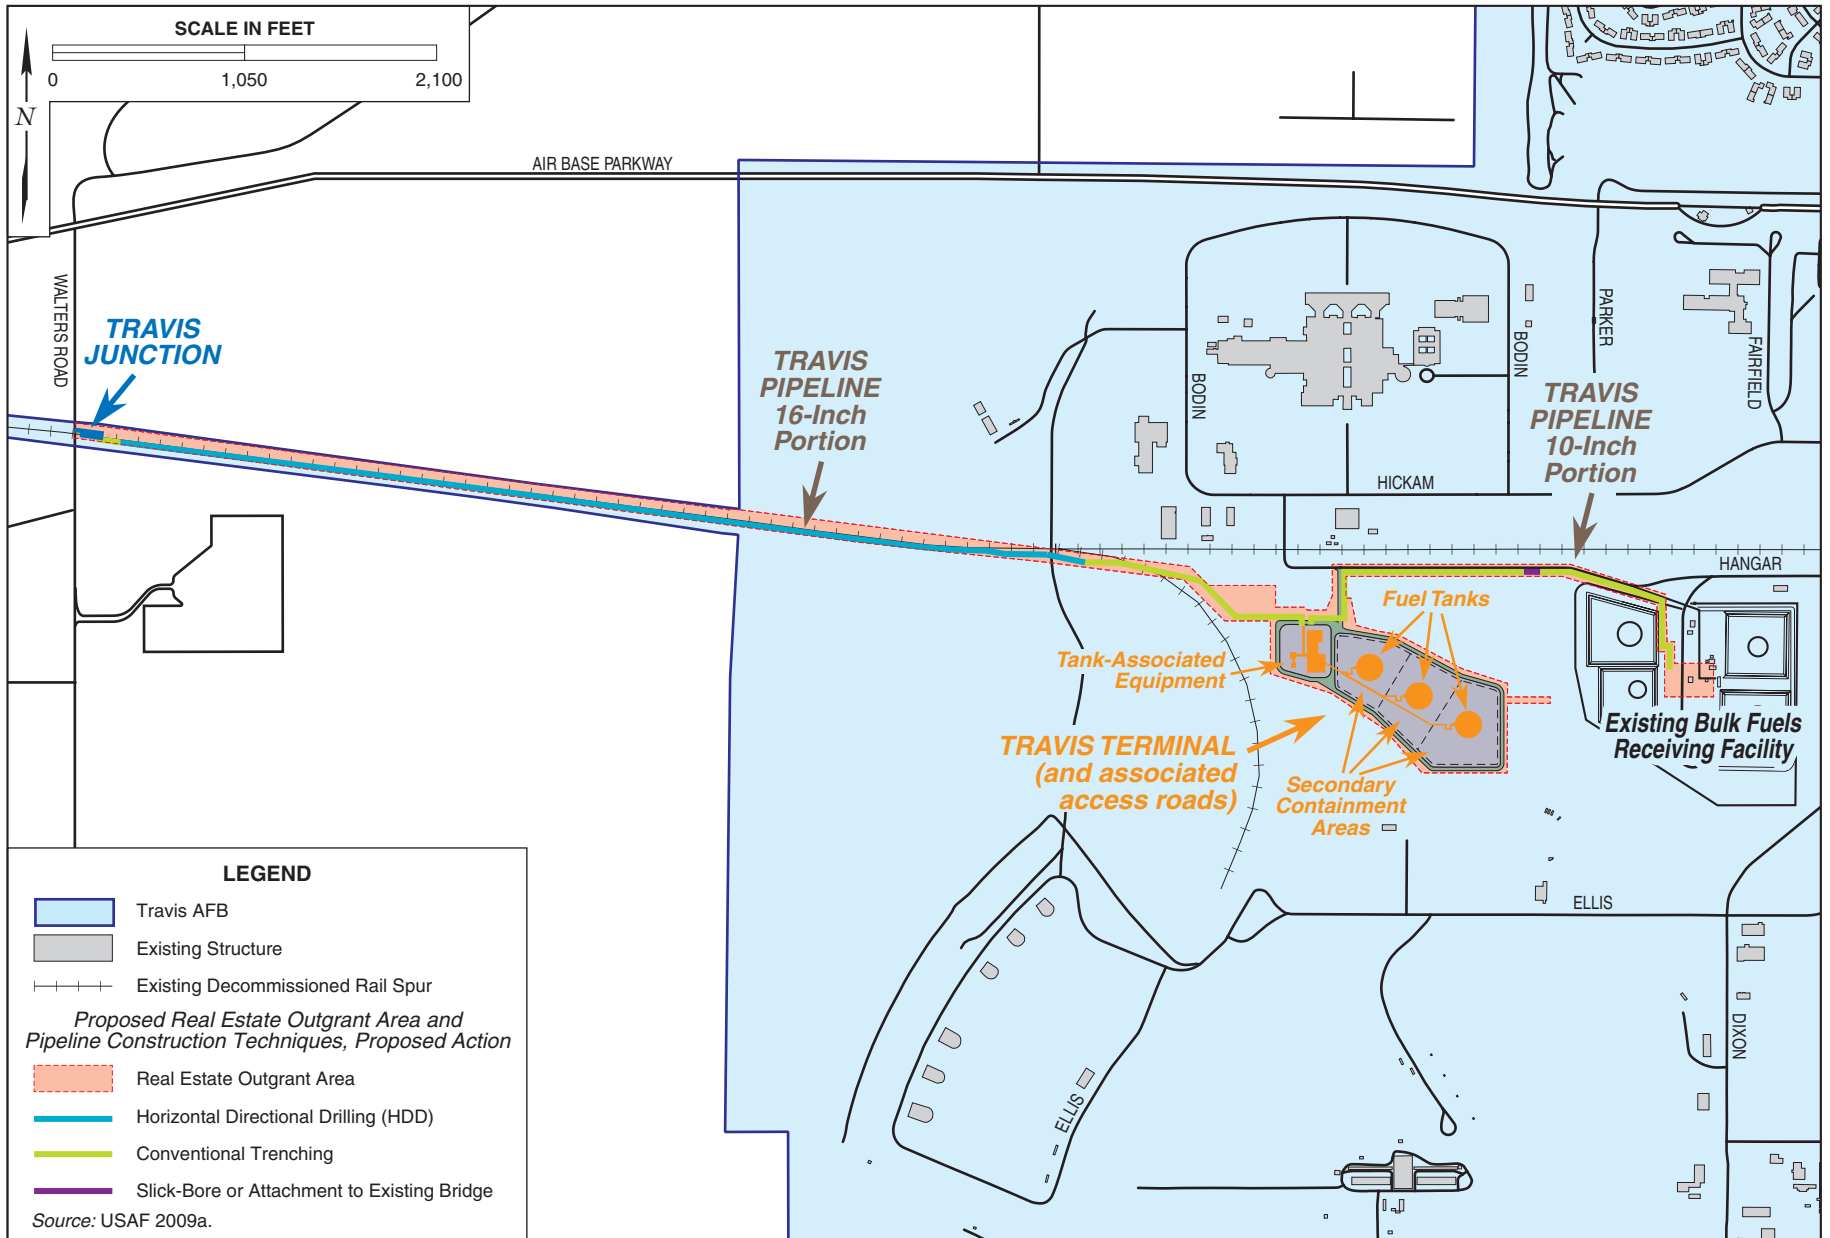 SCALE IN FEET
0 1,050 2,100
N
AIR BASE PARKWAY
WALTERS ROAD
TRAVIS
JUNCTION
TRAVIS
PIPELINE
16-Inch
Portion
BODIN
BODIN
PARKER
FAIRFIELD
TRAVIS
PIPELINE
10-Inch
Portion
HICKAM
HANGAR
Fuel Tanks
Tank-Associated
Equipment
TRAVIS TERMINAL
(and associated
access roads)
Secondary
Containment
Areas
Existing Bulk Fuels
Receiving Facility
ELLIS
ELLIS
DIXON
LEGEND
Travis AFB
Existing Structure
Existing Decommissioned Rail Spur
Proposed Real Estate Outgrant Area and
Pipeline Construction Techniques, Proposed Action
Real Estate Outgrant Area
Horizontal Directional Drilling (HDD)
Conventional Trenching
Slick-Bore or Attachment to Existing Bridge
Source: USAF 2009a.